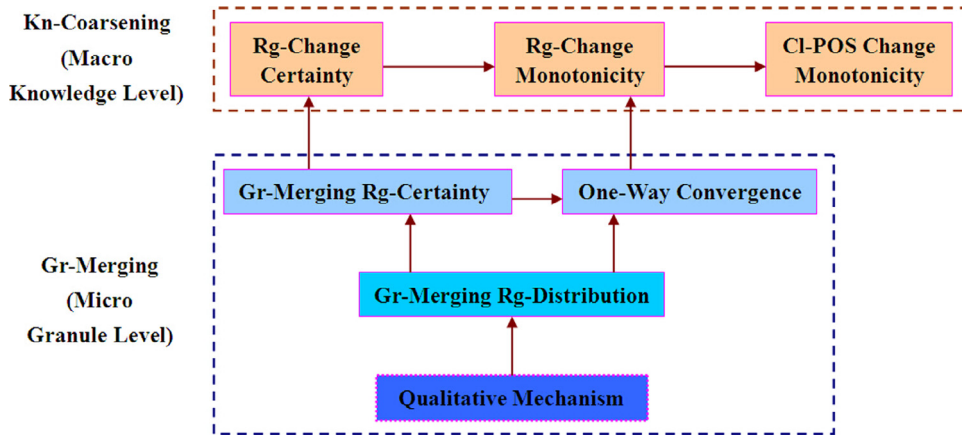 Kn-Coarsening
(Macro
Knowledge Level)
Rg-Change
Certainty
Rg-Change
Monotonicity
Cl-POS Change
Monotonicity
Gr-Merging Rg-Certainty
One-Way Convergence
Gr-Merging
(Micro
Granule Level)
Gr-Merging Rg-Distribution
Qualitative Mechanism